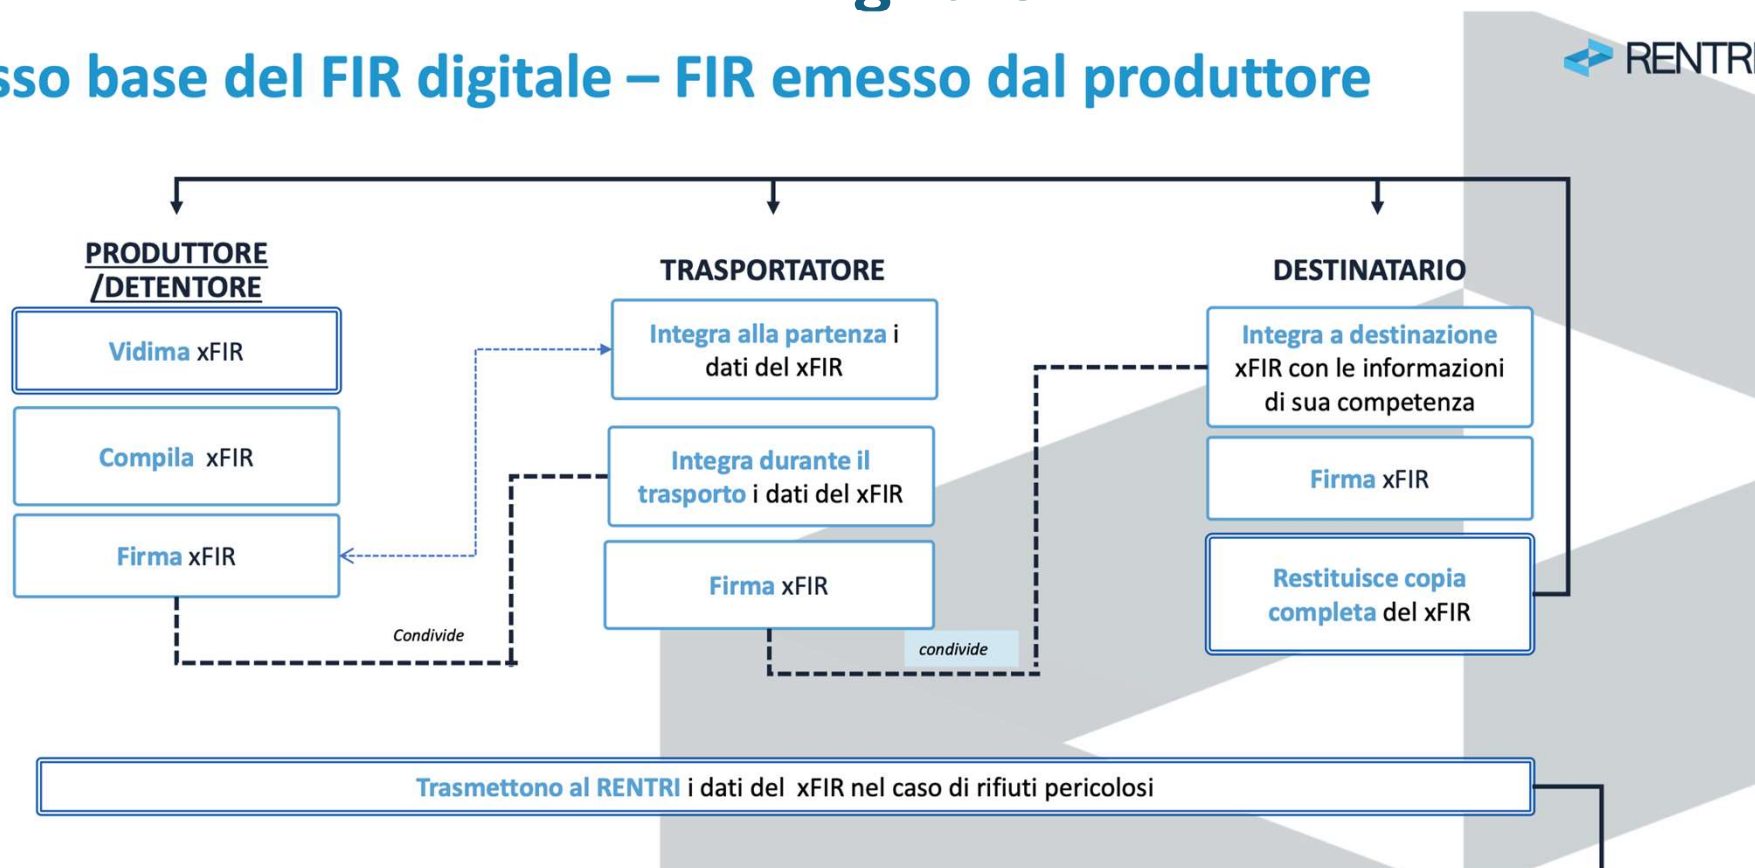 sso base del FIR digitale – FIR emesso dal produttore
RENTRI
PRODUTTORE
/DETENTORE
Vidima xFIR
Compila xFIR
Firma xFIR
Condivide
TRASPORTATORE
Integra alla partenza i
dati del xFIR
Integra durante il
trasporto i dati del xFIR
Firma xFIR
condivide
DESTINATARIO
Integra a destinazione
xFIR con le informazioni
di sua competenza
Firma xFIR
Restituisce copia
completa del xFIR
Trasmettono al RENTRI i dati del xFIR nel caso di rifiuti pericolosi